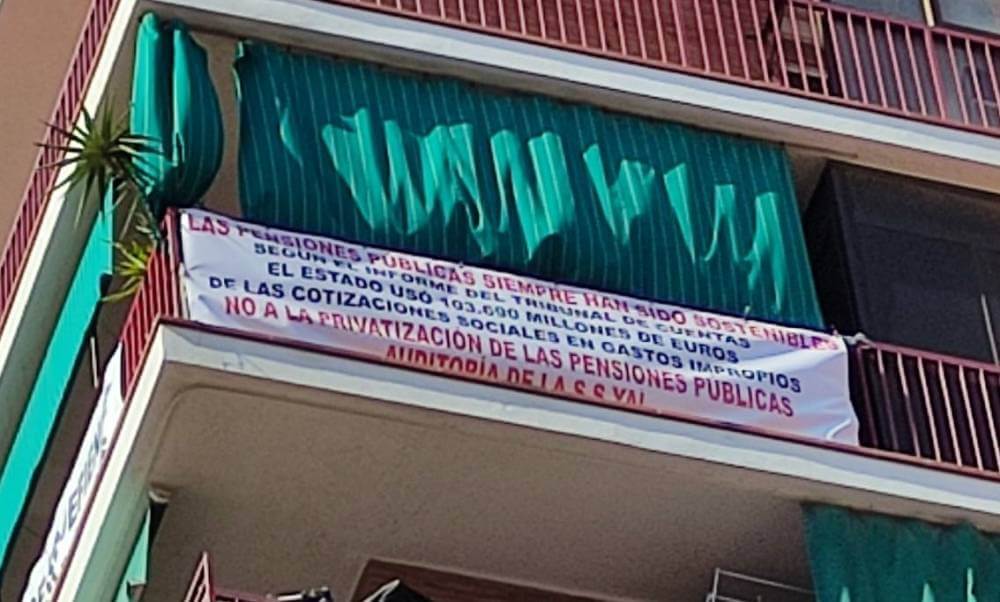 LAS PENSIONES PÚBLICAS SIEMPRE HAN SIDO SOSTENIBLES
SEGÚN EL INFORME DEL TRIBUNAL DE CUENTAS
EL ESTADO USÓ 103.690 MILLONES DE EUROS
DE LAS COTIZACIONES SOCIALES EN GASTOS IMPROPIOS
NO A LA PRIVATIZACIÓN DE LAS PENSIONES PÚBLICAS
AUDITORÍA DE LA S.S YA!